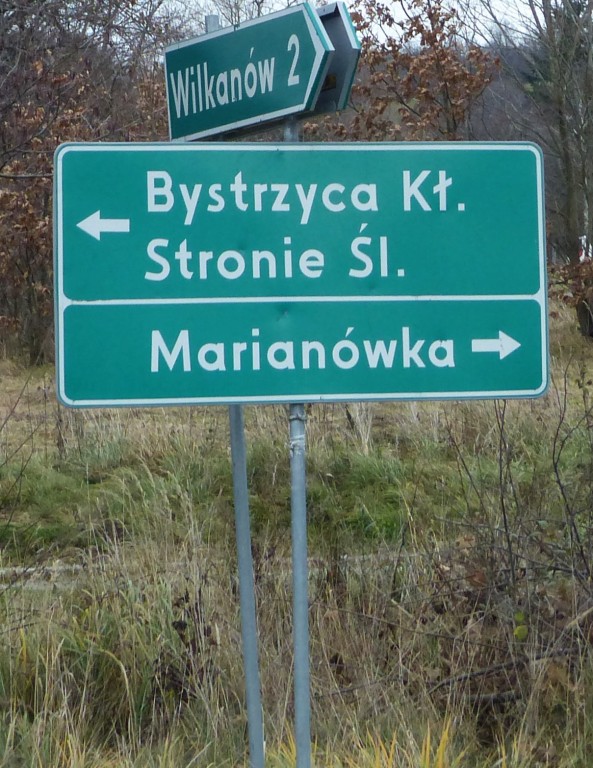 Wilkanów 2
Bystrzyca Kł.
Stronie Śl.
Marianówka